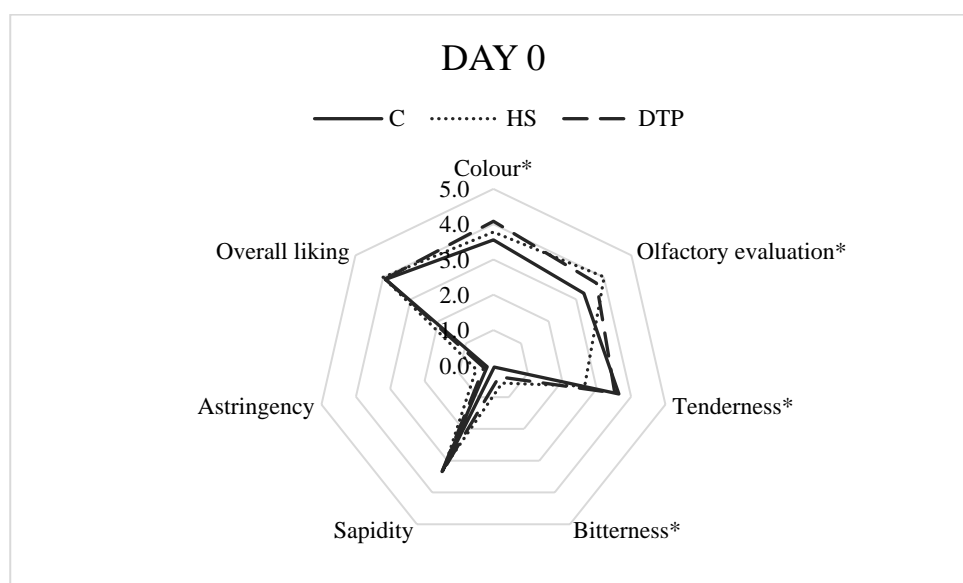 DAY 0
C HS DTP
Colour*
5.0
4.0
3.0
2.0
1.0
0.0
Olfactory evaluation*
Tenderness*
Bitterness*
Sapidity
Astringency
Overall liking